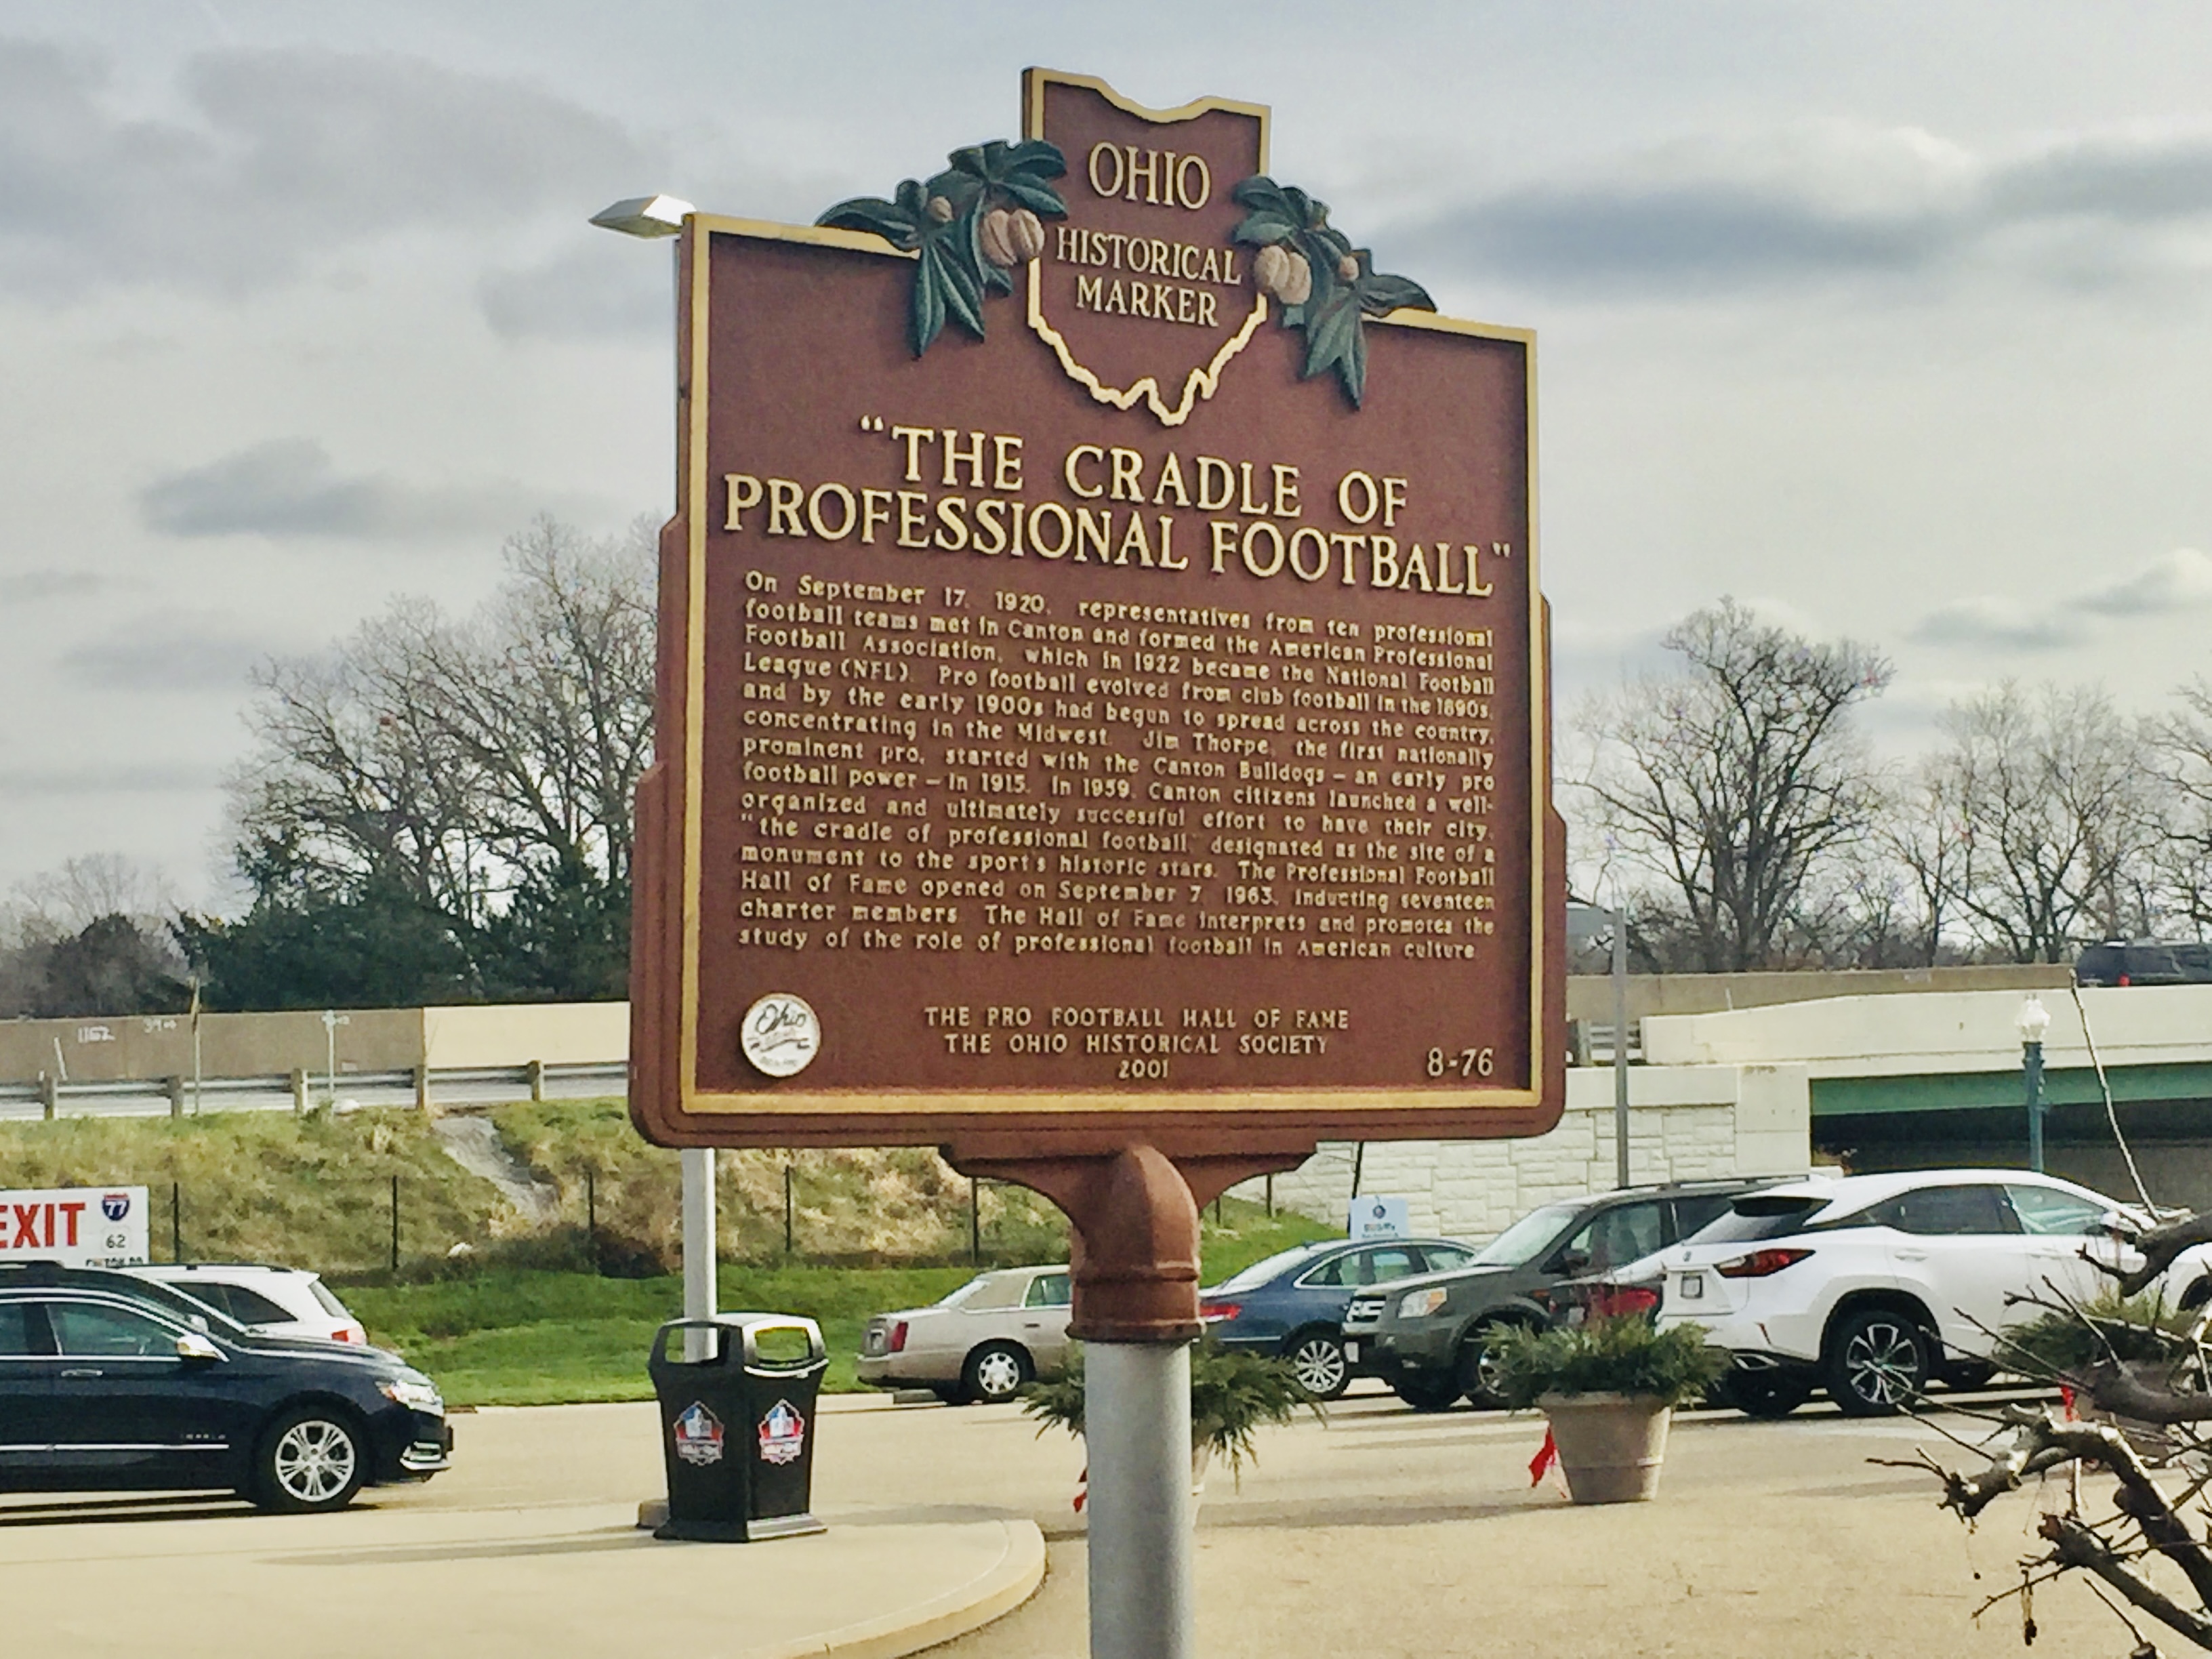 OHIO
HISTORICAL
MARKER
"THE CRADLE OF
PROFESSIONAL FOOTBALL"
On September 17, 1920, representatives from ten professional
football teams met in Canton and formed the American Professional
Football Association, which in 1922 became the National Football
League (NFL). Pro football evolved from club football in the 1890s,
and by the early 1900s had begun to spread across the country,
concentrating in the Midwest. Jim Thorpe, the first nationally
prominent pro, started with the Canton Bulldogs – an early pro
football power – in 1915. In 1959, Canton citizens launched a well-
organized and ultimately successful effort to have their city,
"the cradle of professional football," designated as the site of a
monument to the sport's historic stars. The Professional Football
Hall of Fame opened on September 7, 1963, inducting seventeen
charter members. The Hall of Fame interprets and promotes the
study of the role of professional football in American culture.
Ohio
THE PRO FOOTBALL HALL OF FAME
THE OHIO HISTORICAL SOCIETY
2001
8-76
1162
EXIT
77
62